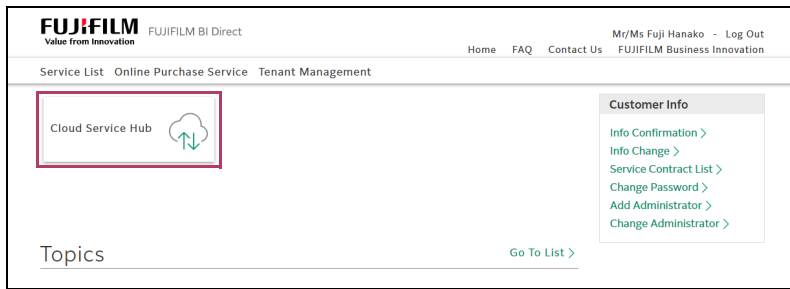 FUJIFILM
Value from Innovation
FUJIFILM BI Direct
Mr/Ms Fuji Hanako - Log Out
Home FAQ Contact Us FUJIFILM Business Innovation
Service List Online Purchase Service Tenant Management
Cloud Service Hub
Customer Info
Info Confirmation >
Info Change >
Service Contract List >
Change Password >
Add Administrator >
Change Administrator >
Topics
Go To List >